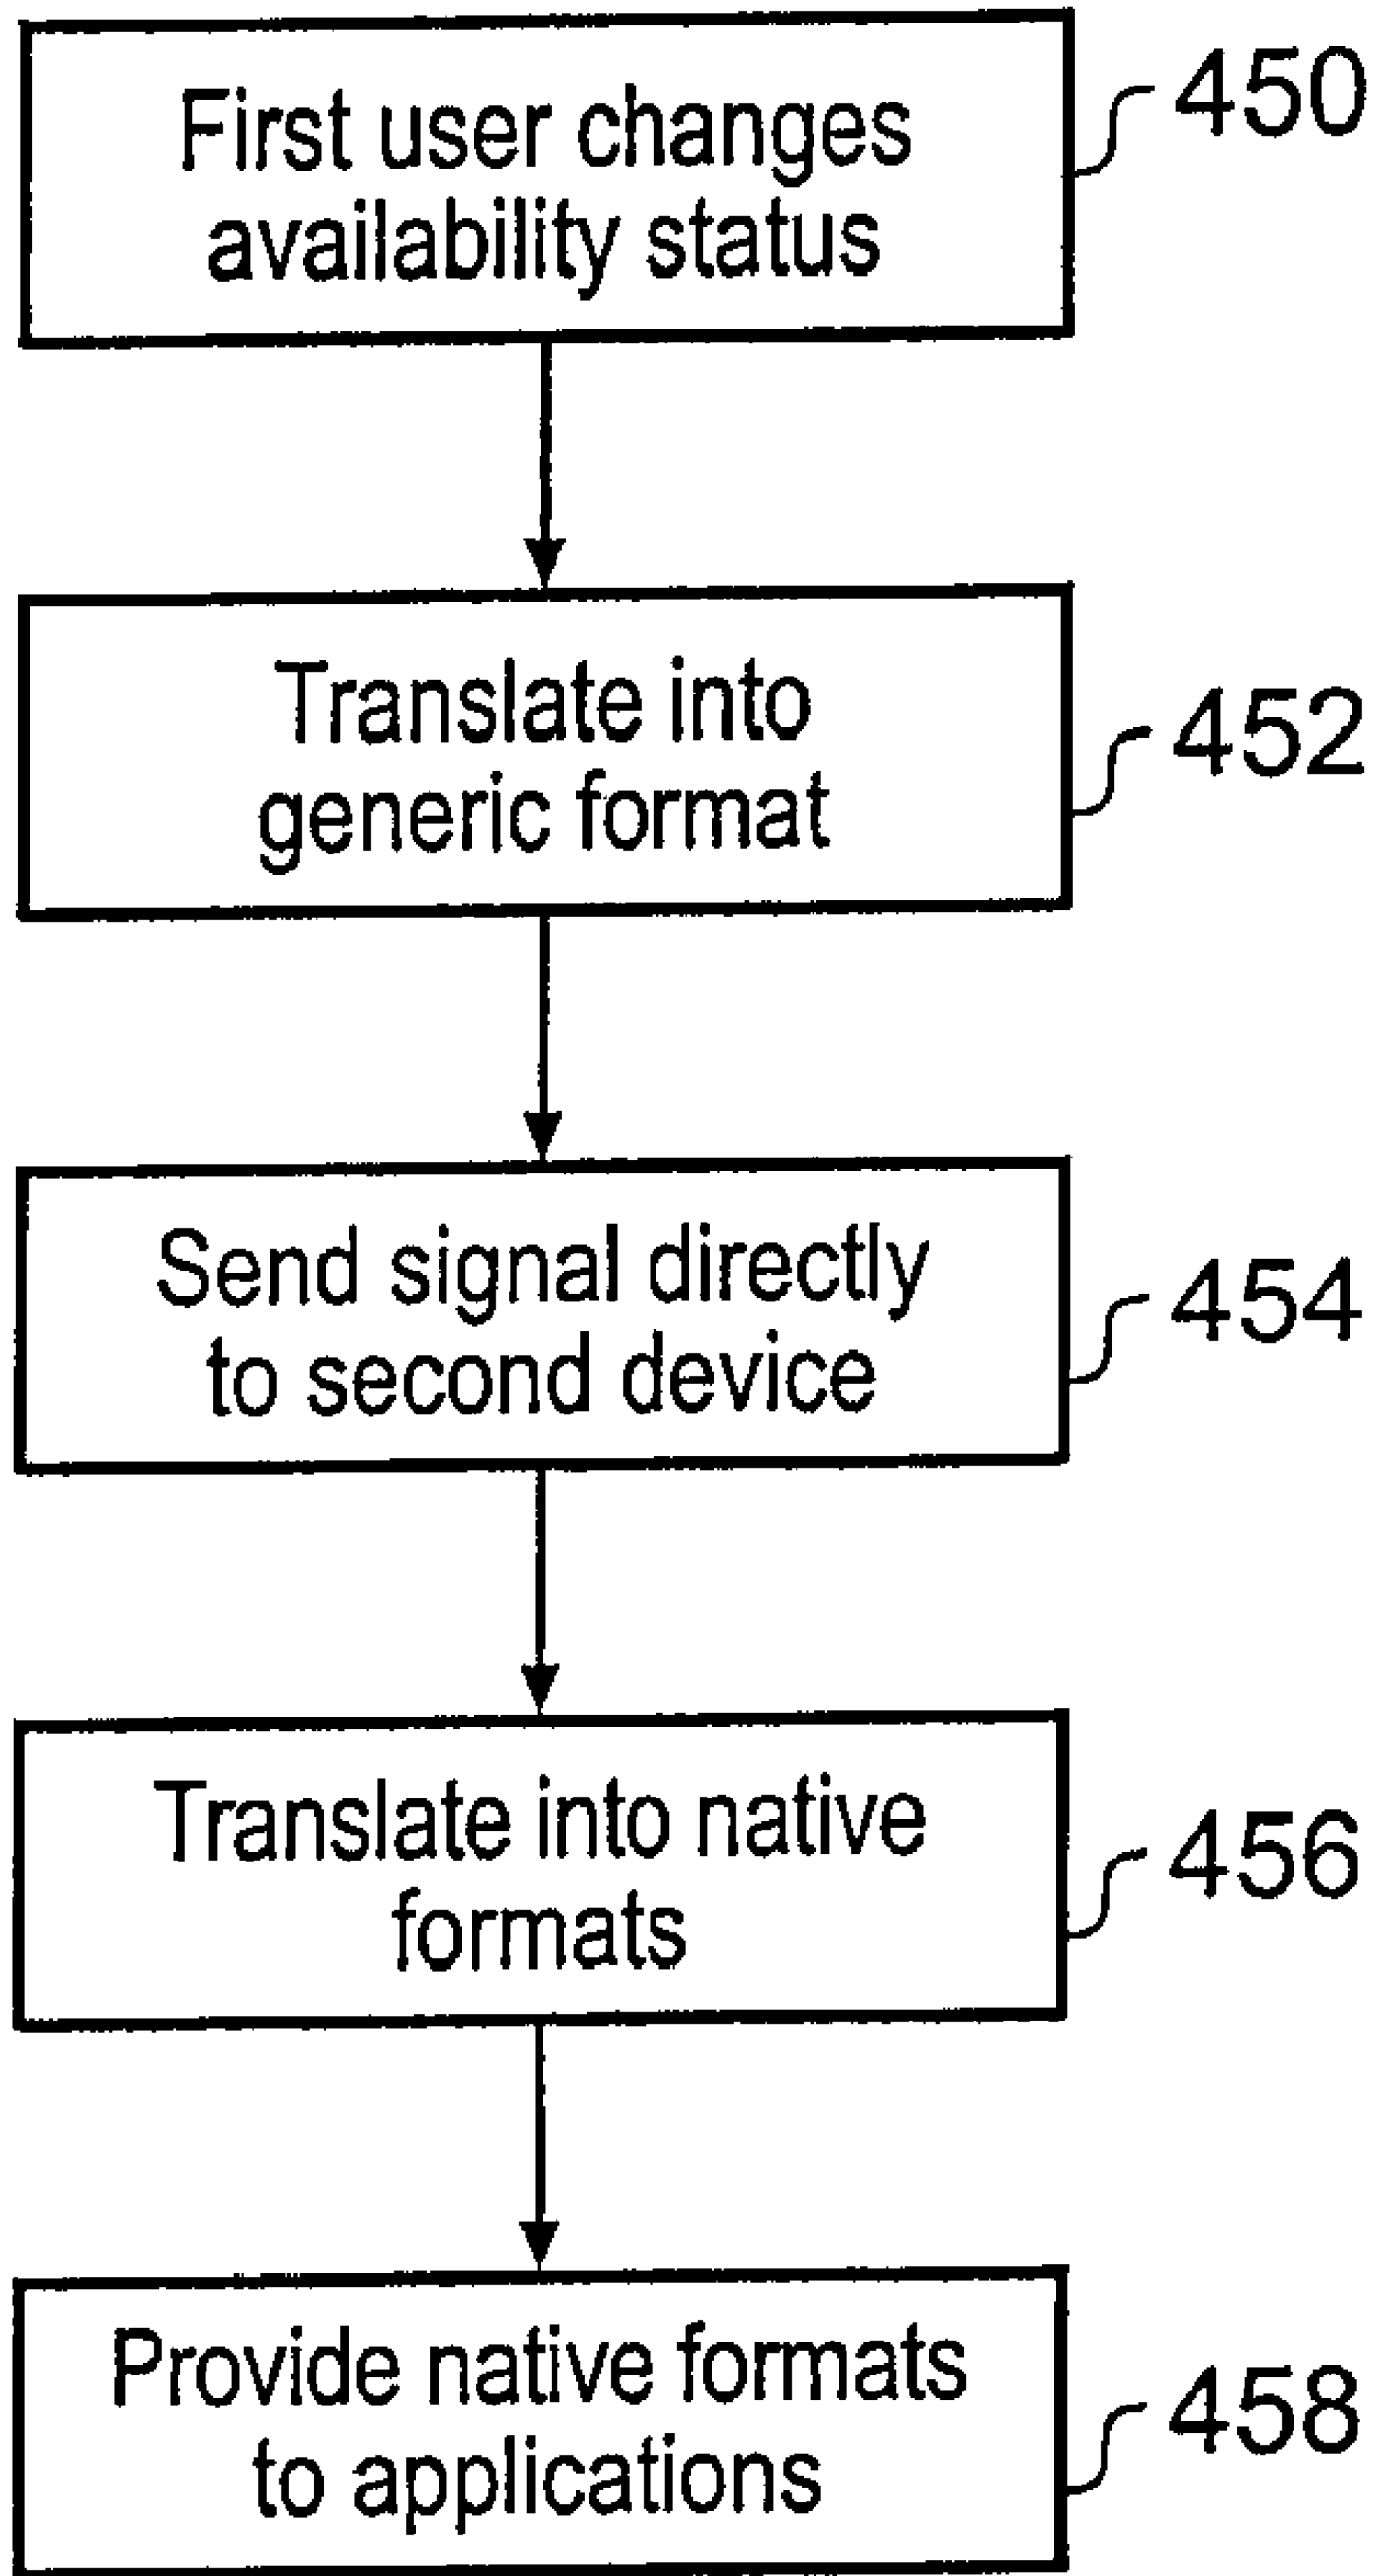 First user changes
availability status
450
Translate into
generic format
452
Send signal directly
to second device
454
Translate into native
formats
456
Provide native formats
to applications
458